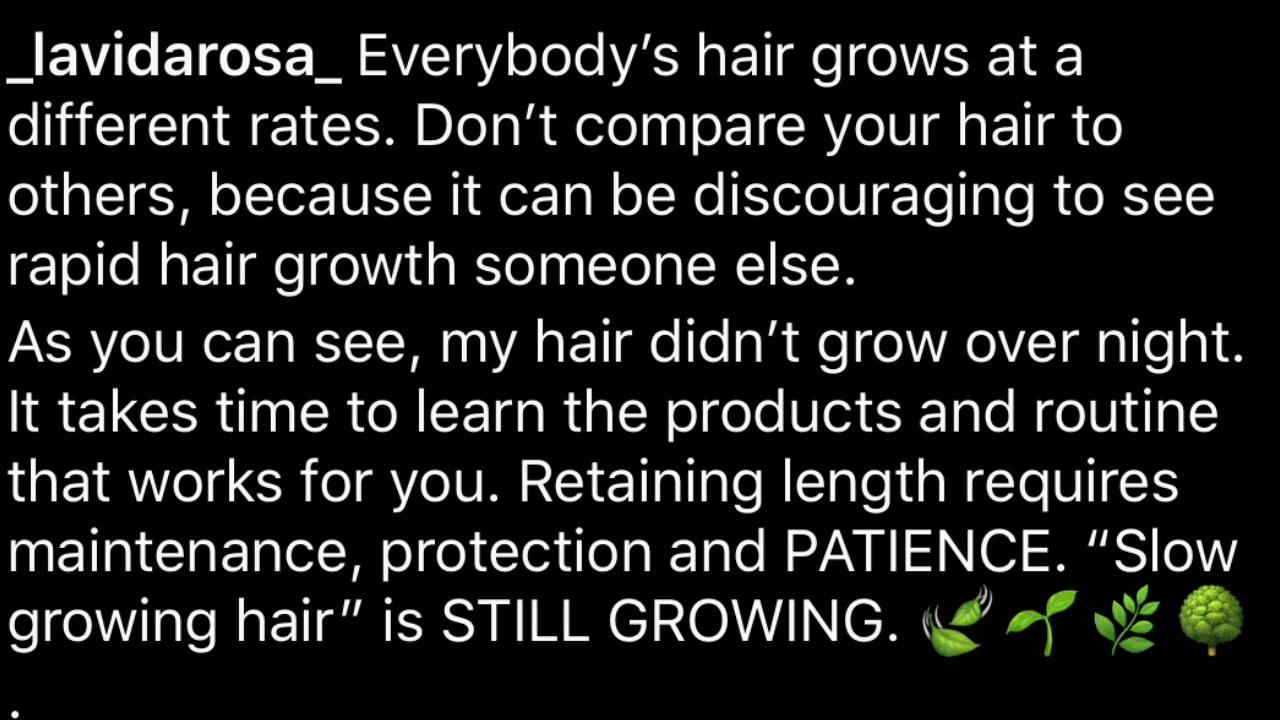 _lavidarosa_ Everybody’s hair grows at a
different rates. Don’t compare your hair to
others, because it can be discouraging to see
rapid hair growth someone else.
As you can see, my hair didn’t grow over night.
It takes time to learn the products and routine
that works for you. Retaining length requires
maintenance, protection and PATIENCE. “Slow
growing hair” is STILL GROWING. 🍃🌱🌿🌳
.